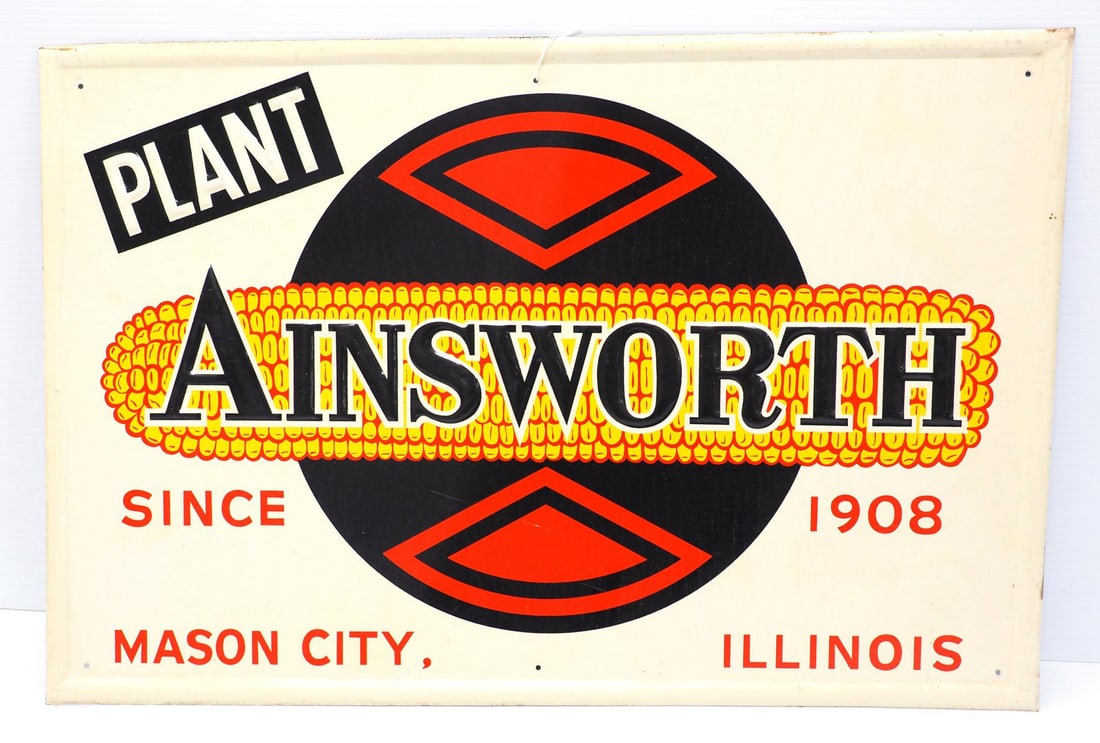 PLANT
AINSWORTH
SINCE 1908
MASON CITY, ILLINOIS